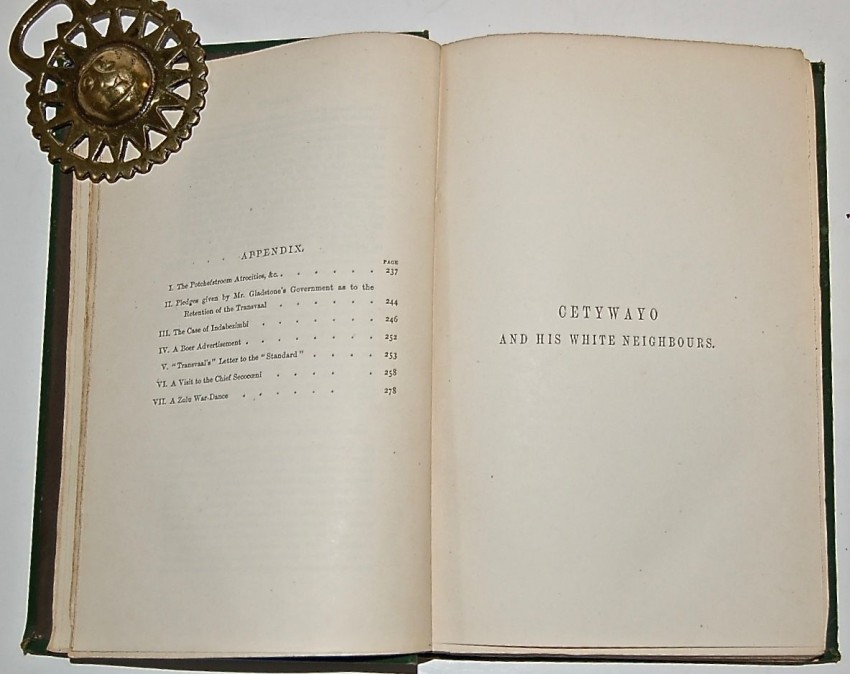 APPENDIX.
PAGE
I. The Potchefstroom Atrocities, &c. . . . . . . 237
II. Pledges given by Mr. Gladstone's Government as to the
Retention of the Transvaal . . . . . . 244
III. The Case of Indabezimbi . . . . . . 246
IV. A Boer Advertisement . . . . . . . 252
V. "Transvaal's" Letter to the "Standard" . . . . 253
VI. A Visit to the Chief Secocœni . . . . . 258
VII. A Zulu War-Dance . . . . . 278
CETYWAYO
AND HIS WHITE NEIGHBOURS.